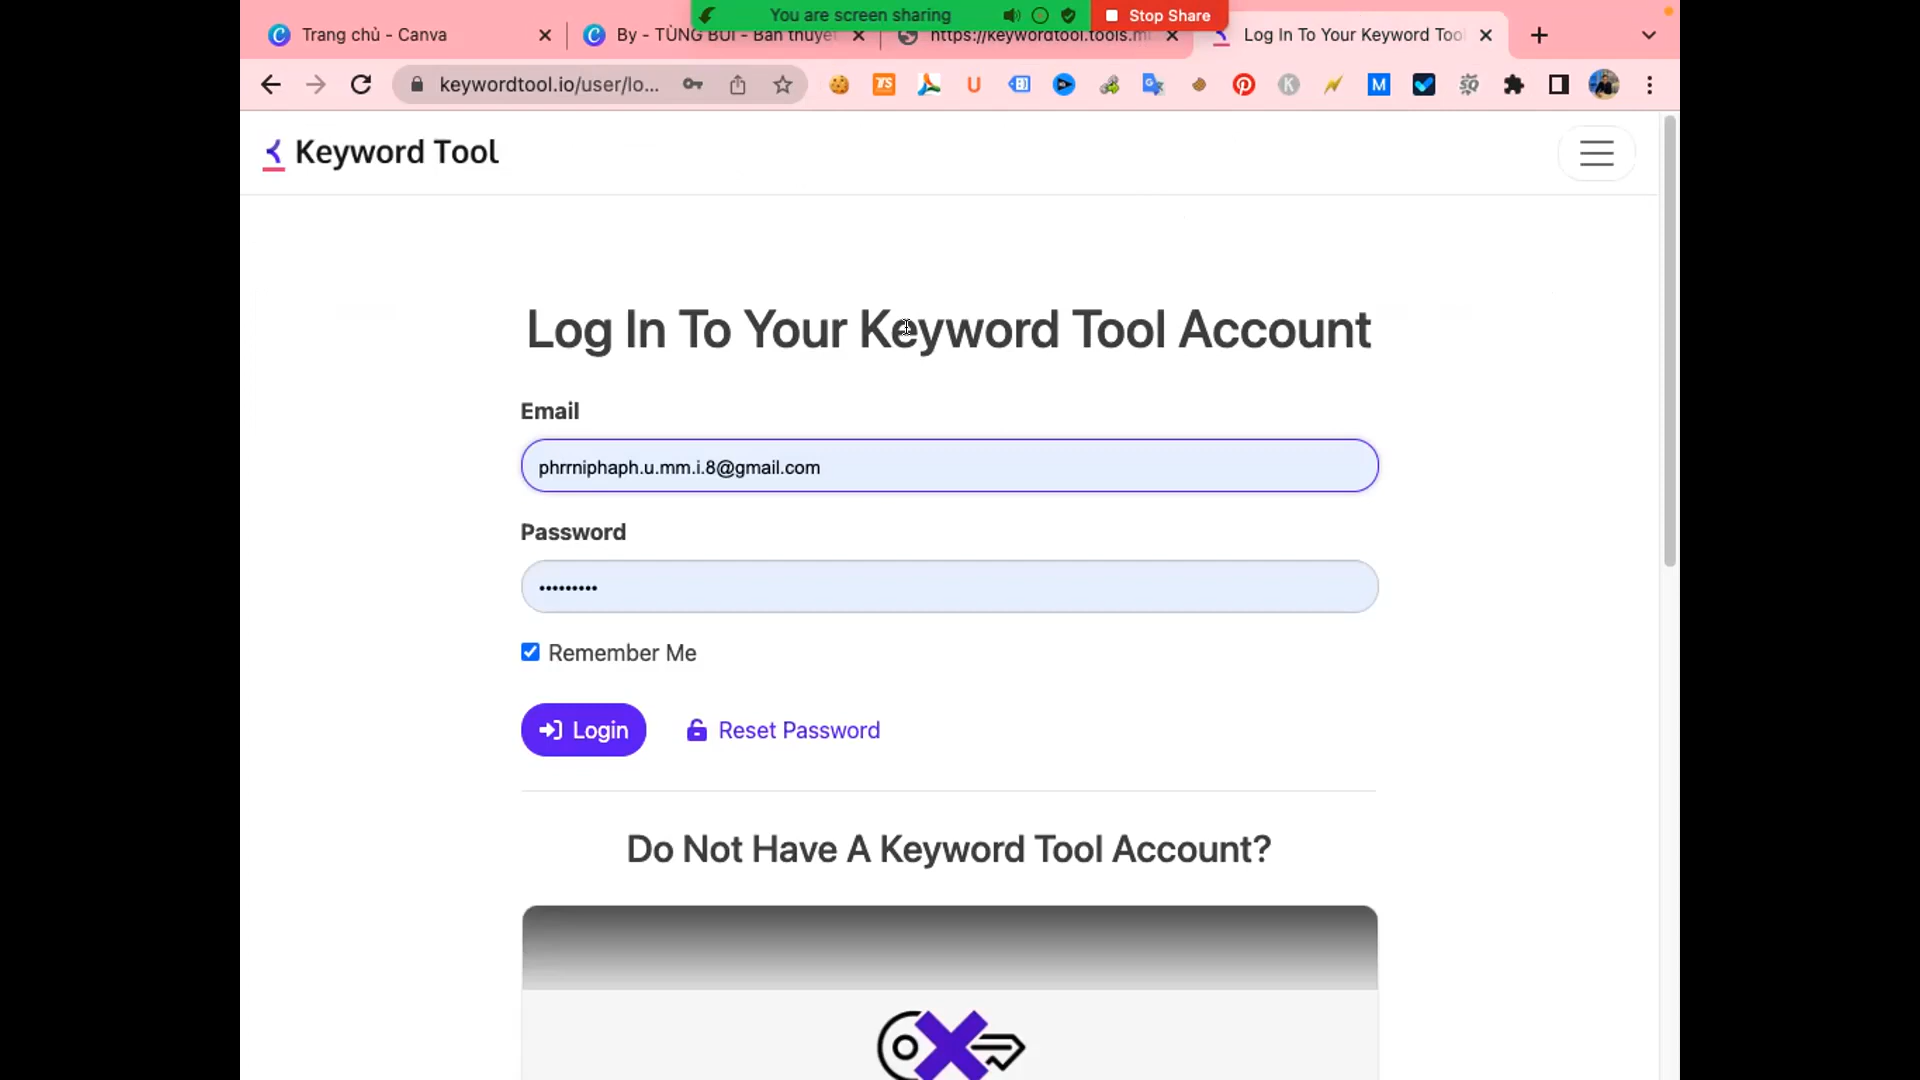 You are screen sharing
Stop Share
Trang chủ - Canva
By - TÙNG BÙI - Bản thuyết
https://keywordtool.tools.m
Log In To Your Keyword Tool
keywordtool.io/user/lo...
Keyword Tool
Log In To Your Keyword Tool Account
Email
phrrniphaph.u.mm.i.8@gmail.com
Password
•••••••••
Remember Me
Login
Reset Password
Do Not Have A Keyword Tool Account?